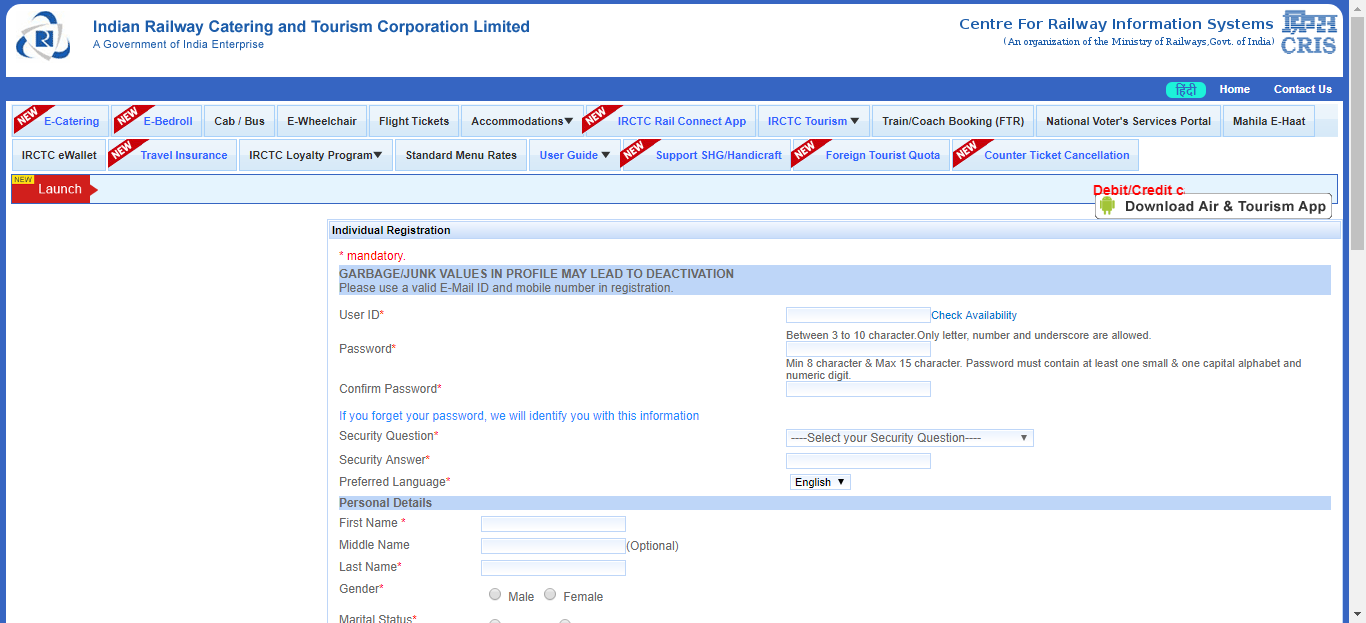 Indian Railway Catering and Tourism Corporation Limited
A Government of India Enterprise
Centre For Railway Information Systems
(An organization of the Ministry of Railways,Govt. of India)
क्रिस
CRIS
हिंदी Home Contact Us
NEW E-Catering NEW E-Bedroll Cab / Bus E-Wheelchair Flight Tickets Accommodations▼ NEW IRCTC Rail Connect App IRCTC Tourism ▼ Train/Coach Booking (FTR) National Voter's Services Portal Mahila E-Haat
IRCTC eWallet NEW Travel Insurance IRCTC Loyalty Program▼ Standard Menu Rates User Guide ▼ NEW Support SHG/Handicraft NEW Foreign Tourist Quota NEW Counter Ticket Cancellation
NEW
Launch
Debit/Credit c
Download Air & Tourism App
Individual Registration
* mandatory.
GARBAGE/JUNK VALUES IN PROFILE MAY LEAD TO DEACTIVATION
Please use a valid E-Mail ID and mobile number in registration.
User ID* Check Availability
Between 3 to 10 character.Only letter, number and underscore are allowed.
Password*
Min 8 character & Max 15 character. Password must contain at least one small & one capital alphabet and
numeric digit.
Confirm Password*
If you forget your password, we will identify you with this information
Security Question* ----Select your Security Question---- ▼
Security Answer*
Preferred Language* English ▼
Personal Details
First Name *
Middle Name (Optional)
Last Name*
Gender* Male Female
Marital Status*